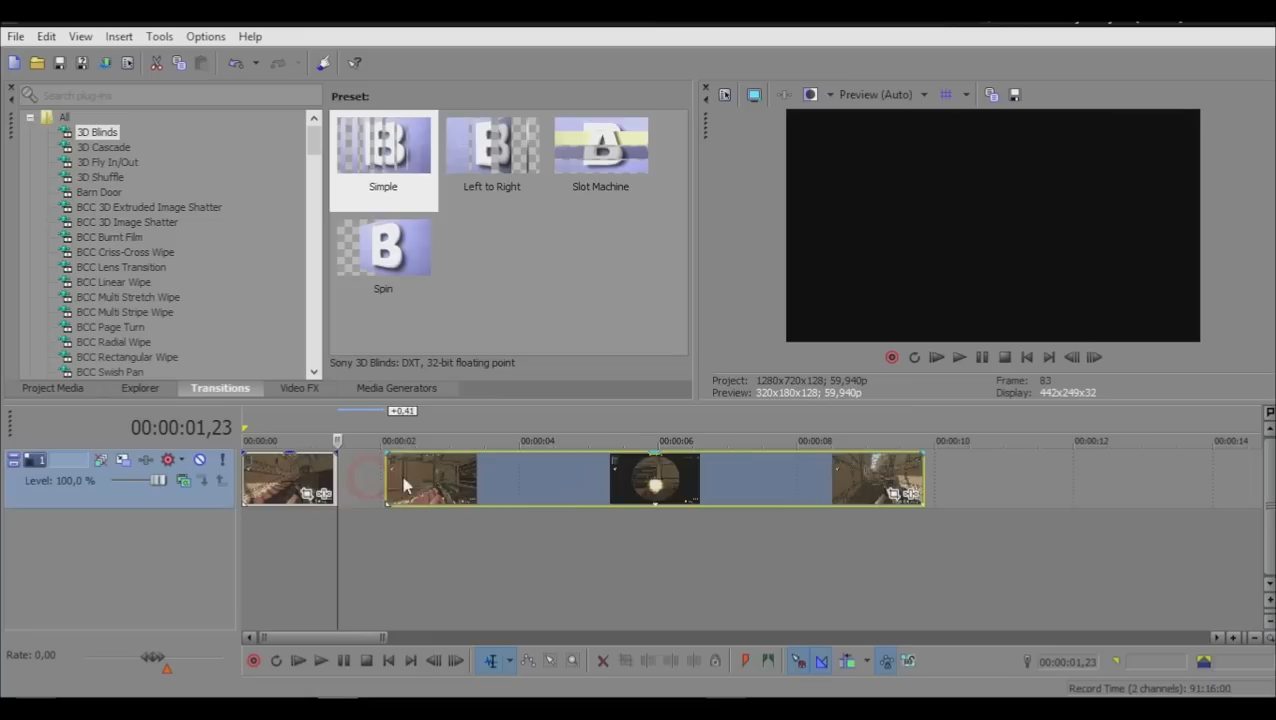 File Edit View Insert Tools Options Help
Search plug-ins
Preset:
Preview (Auto)
All
3D Blinds
3D Cascade
3D Fly In/Out
3D Shuffle
Barn Door
BCC 3D Extruded Image Shatter
BCC 3D Image Shatter
BCC Burnt Film
BCC Criss-Cross Wipe
BCC Lens Transition
BCC Linear Wipe
BCC Multi Stretch Wipe
BCC Multi Stripe Wipe
BCC Page Turn
BCC Radial Wipe
BCC Rectangular Wipe
BCC Swish Pan
Simple
Left to Right
Slot Machine
Spin
Sony 3D Blinds: DXT, 32-bit floating point
Project Media Explorer Transitions Video FX Media Generators
Project: 1280x720x128; 59,940p Frame: 83
Preview: 320x180x128; 59,940p Display: 442x249x32
+0,41
00:00:01,23
00:00:00 00:00:02 00:00:04 00:00:06 00:00:08 00:00:10 00:00:12 00:00:14
1
Level: 100,0 %
Rate: 0,00
00:00:01,23
Record Time (2 channels): 91:16:00